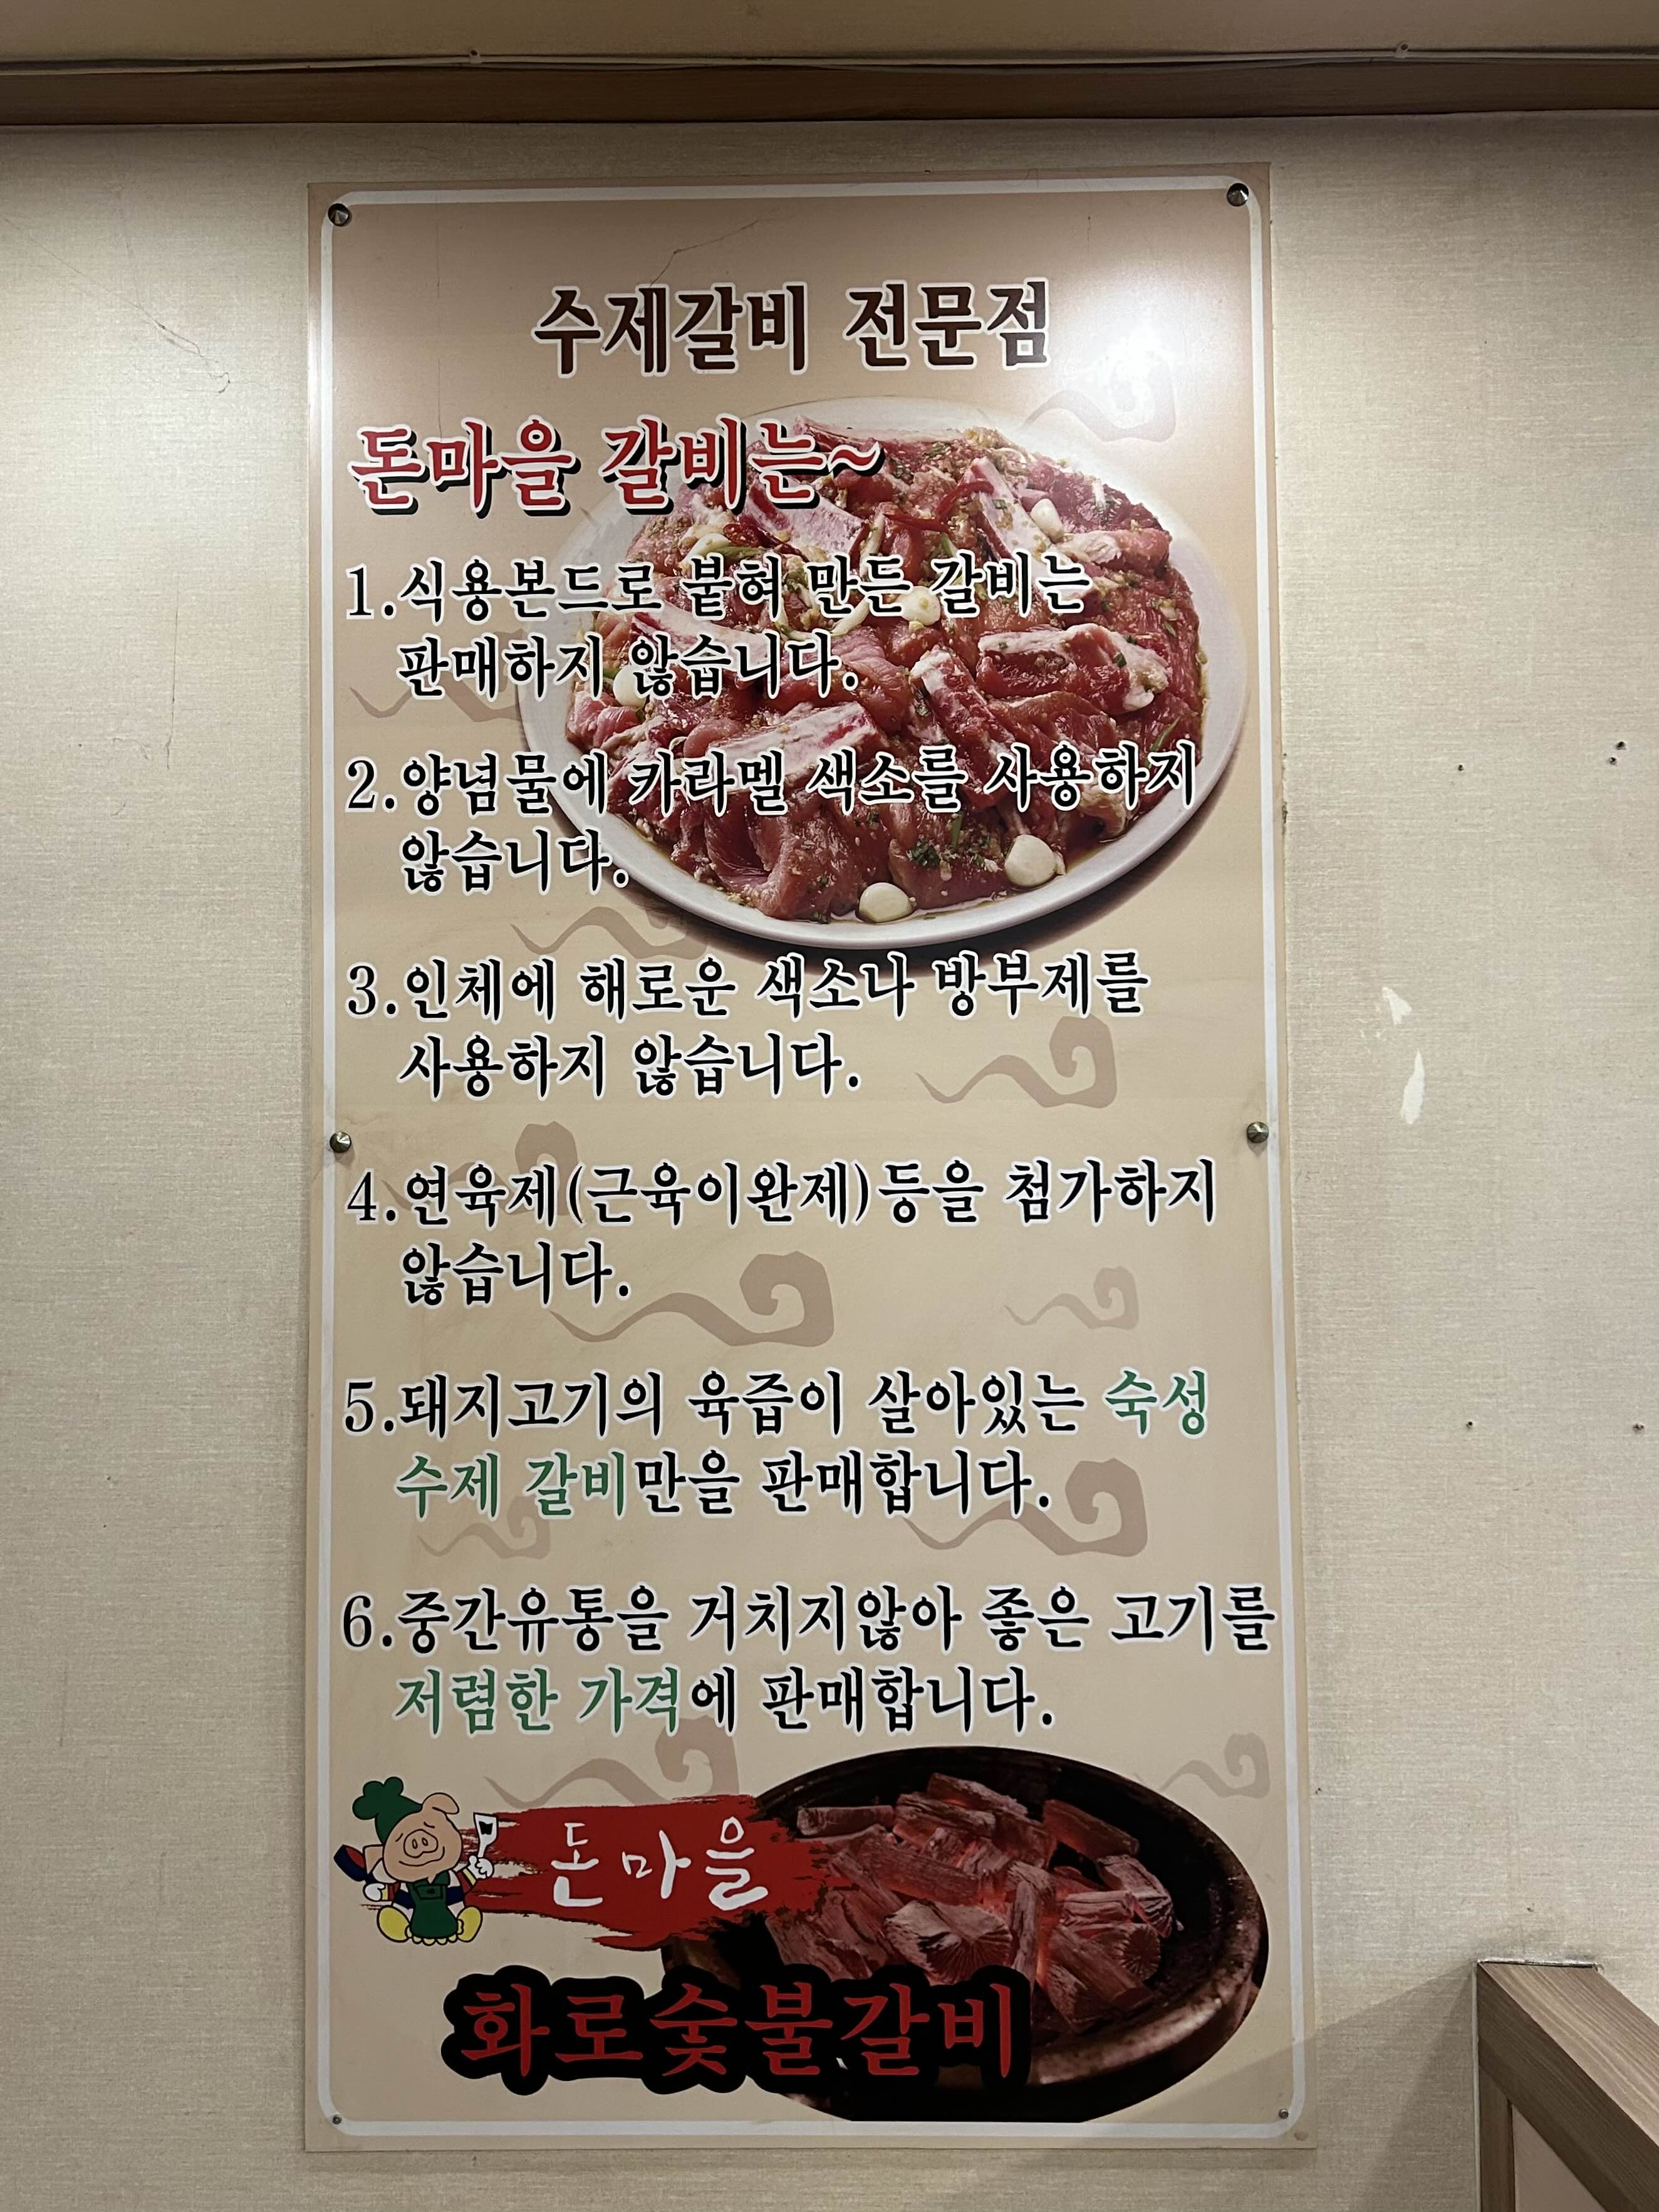 수제갈비 전문점
돈마을 갈비는~
1.식용본드로 붙혀 만든 갈비는
판매하지 않습니다.
2.양념물에 카라멜 색소를 사용하지
않습니다.
3.인체에 해로운 색소나 방부제를
사용하지 않습니다.
4.연육제(근육이완제)등을 첨가하지
않습니다.
5.돼지고기의 육즙이 살아있는 숙성
수제 갈비만을 판매합니다.
6.중간유통을 거치지않아 좋은 고기를
저렴한 가격에 판매합니다.
돈마을
화로숯불갈비